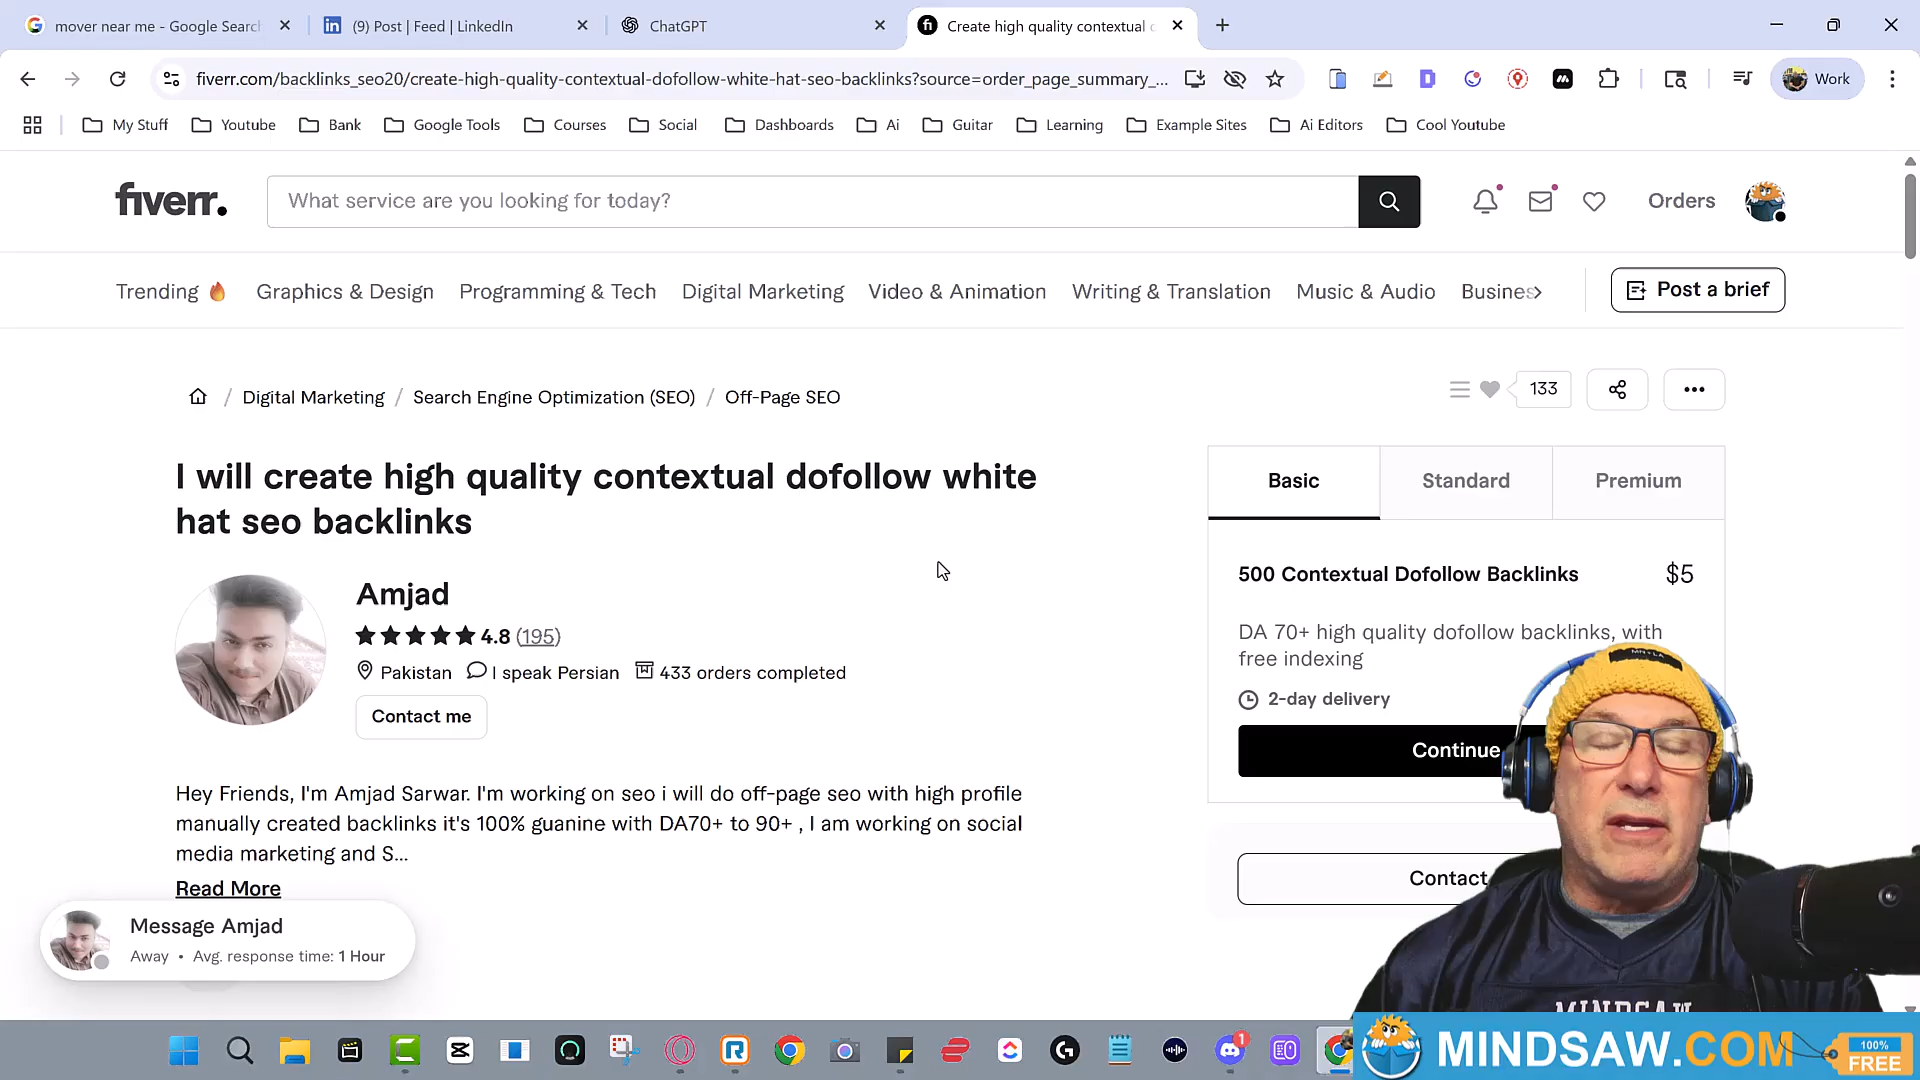 mover near me - Google Searc
(9) Post | Feed | LinkedIn
ChatGPT
Create high quality contextual
fiverr.com/backlinks_seo20/create-high-quality-contextual-dofollow-white-hat-seo-backlinks?source=order_page_summary_...
Work
My Stuff
Youtube
Bank
Google Tools
Courses
Social
Dashboards
Ai
Guitar
Learning
Example Sites
Ai Editors
Cool Youtube
fiverr.
What service are you looking for today?
Orders
Trending
Graphics & Design
Programming & Tech
Digital Marketing
Video & Animation
Writing & Translation
Music & Audio
Busines
Post a brief
/ Digital Marketing / Search Engine Optimization (SEO) / Off-Page SEO
133
I will create high quality contextual dofollow white
hat seo backlinks
Amjad
4.8 (195)
Pakistan
I speak Persian
433 orders completed
Contact me
Hey Friends, I'm Amjad Sarwar. I'm working on seo i will do off-page seo with high profile
manually created backlinks it's 100% guanine with DA70+ to 90+ , I am working on social
media marketing and S...
Read More
Message Amjad
Away • Avg. response time: 1 Hour
Basic
Standard
Premium
500 Contextual Dofollow Backlinks
$5
DA 70+ high quality dofollow backlinks, with
free indexing
2-day delivery
Continue
Contact
MINDSAW
1
MINDSAW.COM
100%
FREE